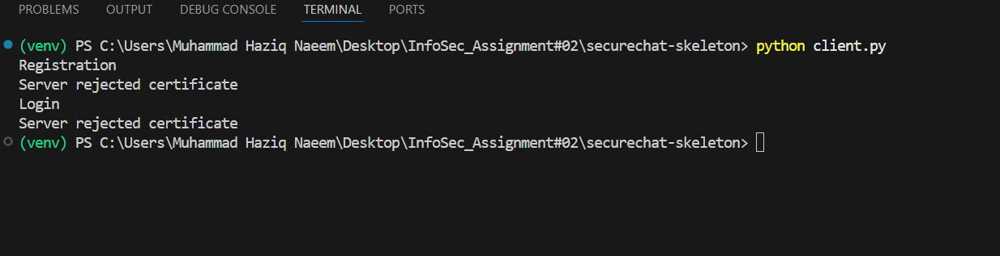 PROBLEMS OUTPUT DEBUG CONSOLE TERMINAL PORTS
(venv) PS C:\Users\Muhammad Haziq Naeem\Desktop\InfoSec_Assignment#02\securechat-skeleton> python client.py
Registration
Server rejected certificate
Login
Server rejected certificate
(venv) PS C:\Users\Muhammad Haziq Naeem\Desktop\InfoSec_Assignment#02\securechat-skeleton>